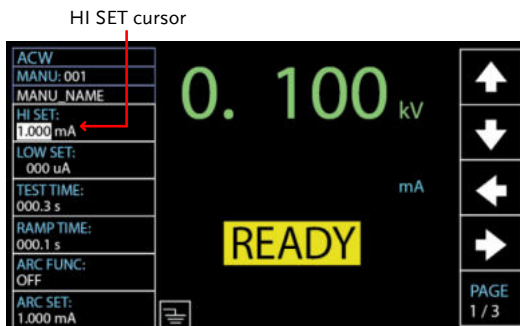 HI SET cursor
ACW
MANU: 001
MANU_NAME
HI SET:
1.000 mA
LOW SET:
000 uA
TEST TIME:
000.3 s
RAMP TIME:
000.1 s
ARC FUNC:
OFF
ARC SET:
1.000 mA
0. 100 kV
mA
READY
PAGE
1 / 3